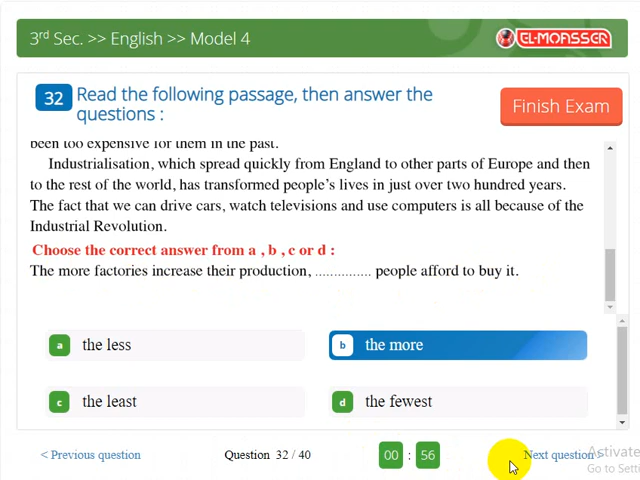 3rd Sec. >> English >> Model 4
EL-MOASSER
32 Read the following passage, then answer the
questions :
Finish Exam
been too expensive for them in the past.
Industrialisation, which spread quickly from England to other parts of Europe and then
to the rest of the world, has transformed people's lives in just over two hundred years.
The fact that we can drive cars, watch televisions and use computers is all because of the
Industrial Revolution.
Choose the correct answer from a , b , c or d :
The more factories increase their production, ............... people afford to buy it.
a the less
b the more
c the least
d the fewest
< Previous question
Question 32 / 40
00 : 56
Next question >
Activate
Go to Setti